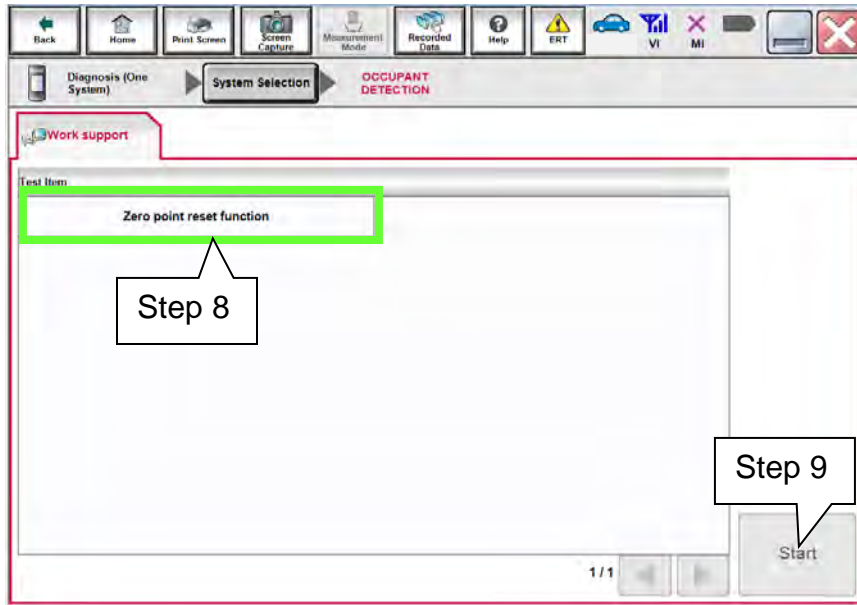 Back
Home
Print Screen
Screen Capture
Measurement Mode
Recorded Data
Help
ERT
VI
MI
Diagnosis (One System)
System Selection
OCCUPANT DETECTION
Work support
Test Item
Zero point reset function
Step 8
Step 9
Start
1/1